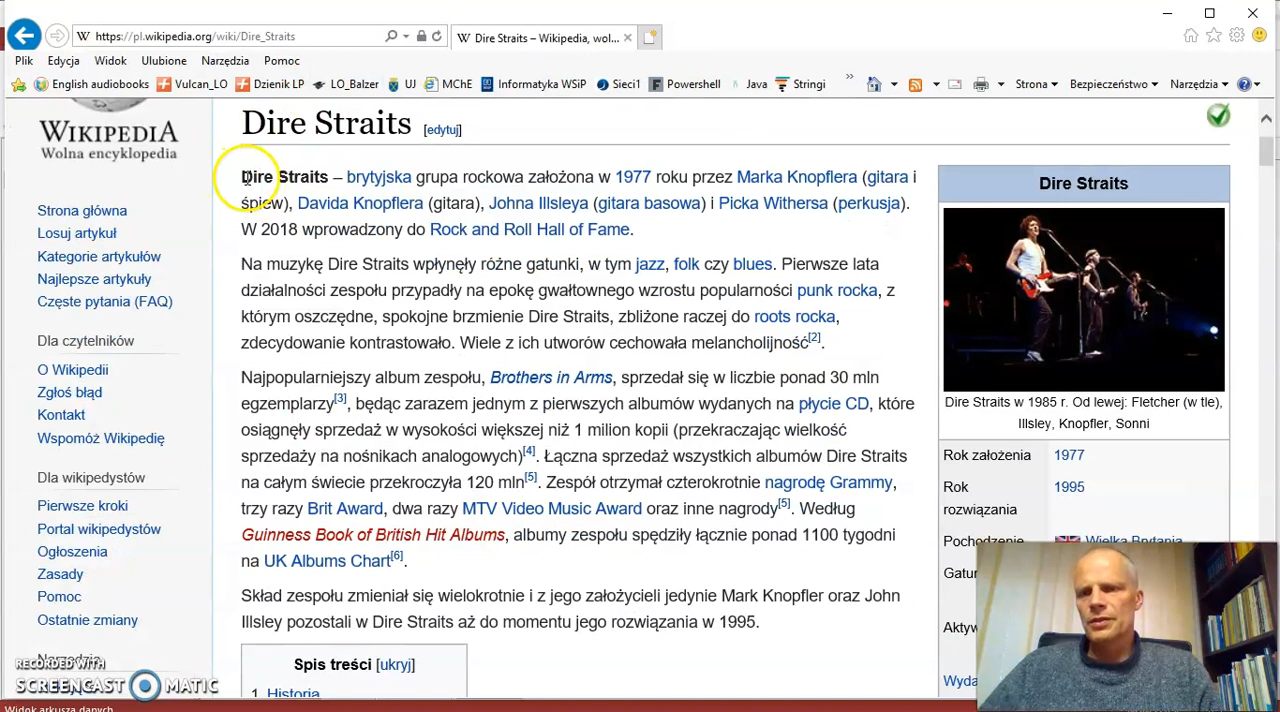 https://pl.wikipedia.org/wiki/Dire_Straits
Dire Straits – Wikipedia, wol...
Plik Edycja Widok Ulubione Narzędzia Pomoc
English audiobooks Vulcan_LO Dzienik LP LO_Balzer UJ MChE Informatyka WSiP Sieci1 Powershell Java Stringi » Strona Bezpieczeństwo Narzędzia
WIKIPEDIA
Wolna encyklopedia
Strona główna
Losuj artykuł
Kategorie artykułów
Najlepsze artykuły
Częste pytania (FAQ)
Dla czytelników
O Wikipedii
Zgłoś błąd
Kontakt
Wspomóż Wikipedię
Dla wikipedystów
Pierwsze kroki
Portal wikipedystów
Ogłoszenia
Zasady
Pomoc
Ostatnie zmiany
Narzędzia
Dire Straits [edytuj]
Dire Straits – brytyjska grupa rockowa założona w 1977 roku przez Marka Knopflera (gitara i
śpiew), Davida Knopflera (gitara), Johna Illsleya (gitara basowa) i Picka Withersa (perkusja).
W 2018 wprowadzony do Rock and Roll Hall of Fame.
Na muzykę Dire Straits wpłynęły różne gatunki, w tym jazz, folk czy blues. Pierwsze lata
działalności zespołu przypadły na epokę gwałtownego wzrostu popularności punk rocka, z
którym oszczędne, spokojne brzmienie Dire Straits, zbliżone raczej do roots rocka,
zdecydowanie kontrastowało. Wiele z ich utworów cechowała melancholijność[2].
Najpopularniejszy album zespołu, Brothers in Arms, sprzedał się w liczbie ponad 30 mln
egzemplarzy[3], będąc zarazem jednym z pierwszych albumów wydanych na płycie CD, które
osiągnęły sprzedaż w wysokości większej niż 1 milion kopii (przekraczając wielkość
sprzedaży na nośnikach analogowych)[4]. Łączna sprzedaż wszystkich albumów Dire Straits
na całym świecie przekroczyła 120 mln[5]. Zespół otrzymał czterokrotnie nagrodę Grammy,
trzy razy Brit Award, dwa razy MTV Video Music Award oraz inne nagrody[5]. Według
Guinness Book of British Hit Albums, albumy zespołu spędziły łącznie ponad 1100 tygodni
na UK Albums Chart[6].
Skład zespołu zmieniał się wielokrotnie i z jego założycieli jedynie Mark Knopfler oraz John
Illsley pozostali w Dire Straits aż do momentu jego rozwiązania w 1995.
Spis treści [ukryj]
1. Historia
Dire Straits
Dire Straits w 1985 r. Od lewej: Fletcher (w tle),
Illsley, Knopfler, Sonni
Rok założenia 1977
Rok 1995
rozwiązania
Pochodzenie Wielka Brytania
RECORDED WITH
SCREENCAST MATIC
Widok arkusza danych